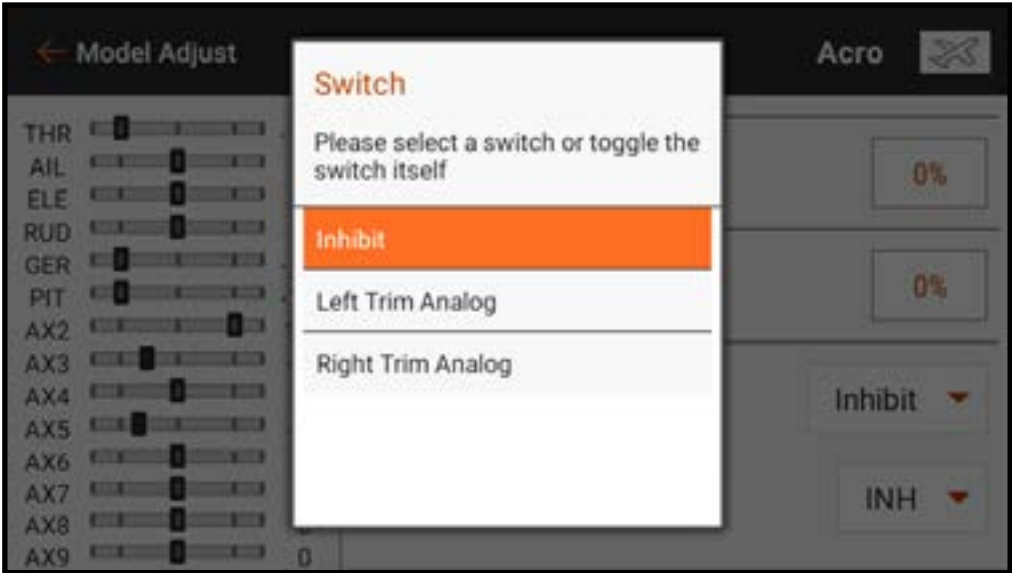 ← Model Adjust
Acro
Switch
Please select a switch or toggle the
switch itself
Inhibit
Left Trim Analog
Right Trim Analog
THR
AIL
ELE
RUD
GER
PIT
AX2
AX3
AX4
AX5
AX6
AX7
AX8
AX9 0
0%
0%
Inhibit
INH